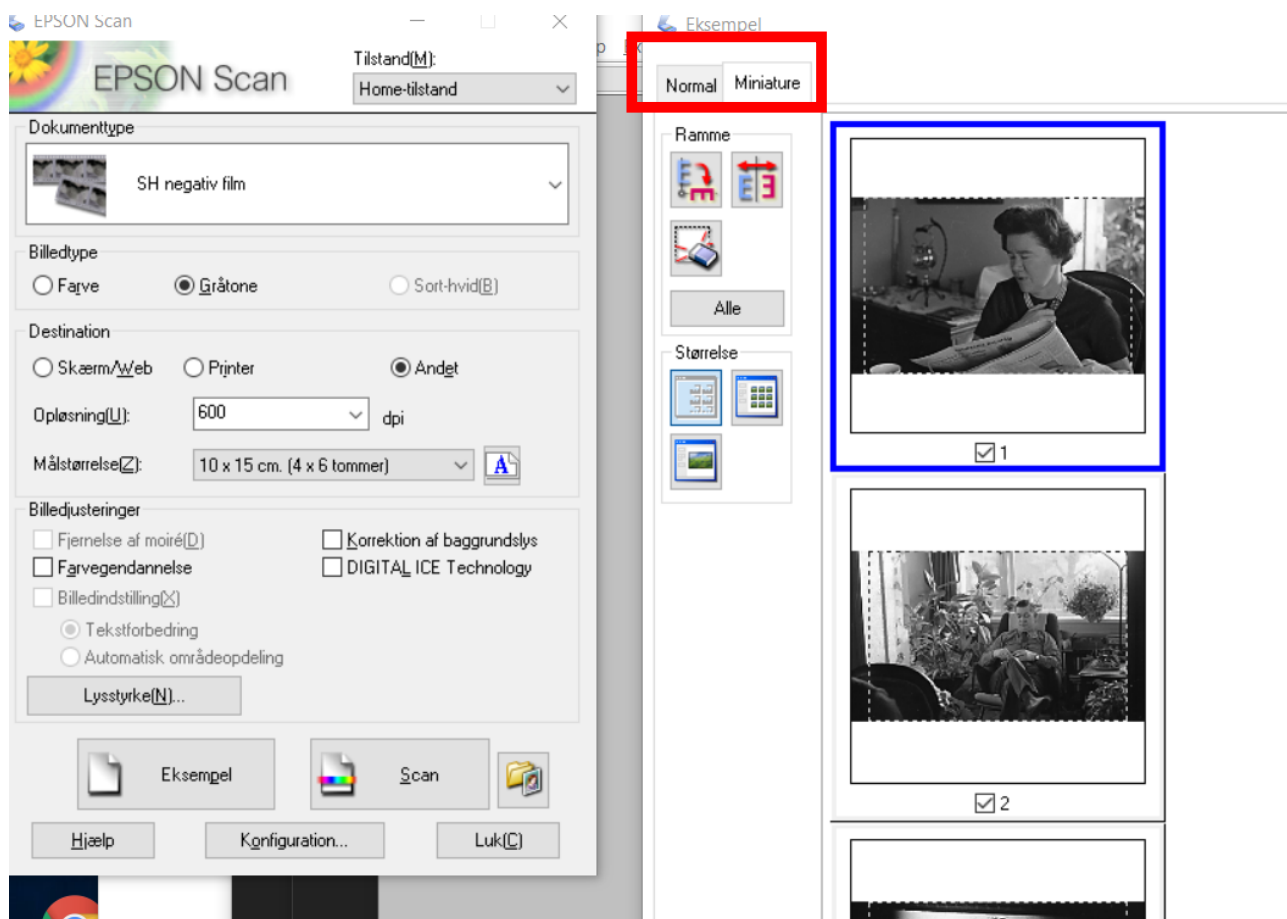 EPSON Scan
EPSON Scan
Tilstand(M):
Home-tilstand
Dokumenttype
SH negativ film
Billedtype
Farve
Gråtone
Sort-hvid(B)
Destination
Skærm/Web
Printer
Andet
Opløsning(U):
600
dpi
Målstørrelse(Z):
10 x 15 cm. (4 x 6 tommer)
A
Billedjusteringer
Fjernelse af moiré(D)
Korrektion af baggrundslys
Farvegendannelse
DIGITAL ICE Technology
Billedindstilling(X)
Tekstforbedring
Automatisk områdeopdeling
Lysstyrke(N)...
Eksempel
Scan
Hjælp
Konfiguration...
Luk(C)
Eksempel
Normal
Miniature
Ramme
Alle
Størrelse
1
2